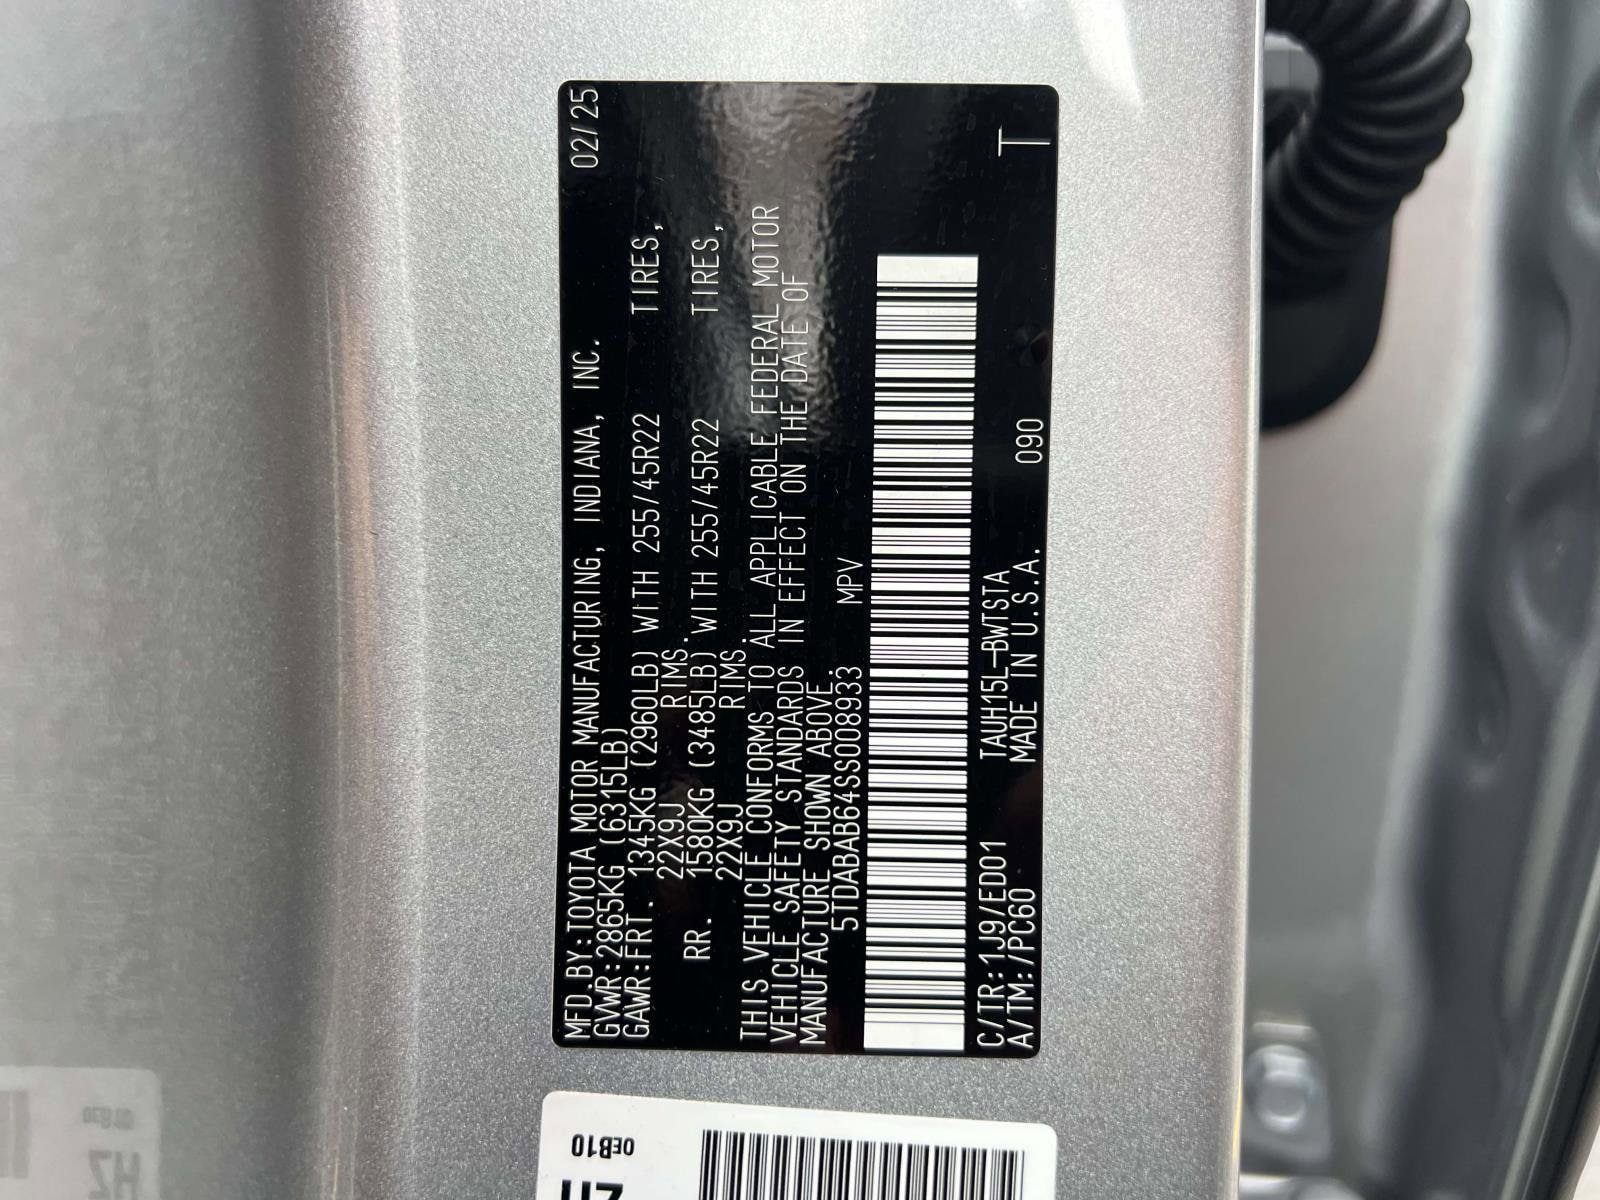 MFD.BY:TOYOTA MOTOR MANUFACTURING, INDIANA, INC. 02/25
GVWR:2865KG (6315LB)
GAWR:FRT. 1345KG (2960LB) WITH 255/45R22 TIRES,
22X9J RIMS.
RR. 1580KG (3485LB) WITH 255/45R22 TIRES,
22X9J RIMS.
THIS VEHICLE CONFORMS TO ALL APPLICABLE FEDERAL MOTOR
VEHICLE SAFETY STANDARDS IN EFFECT ON THE DATE OF
MANUFACTURE SHOWN ABOVE.
5TDABAB64SS008933 MPV
C/TR:1J9/ED01 TAUH15L-BWTSTA
A/TM:/PC60 MADE IN U.S.A. 090 T
0EB10